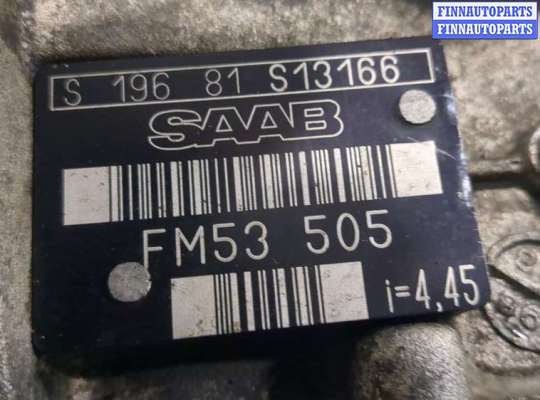 FINNAUTOPARTS
FINNAUTOPARTS
S 196 81 S13166
SAAB
FM53 505
i=4,45